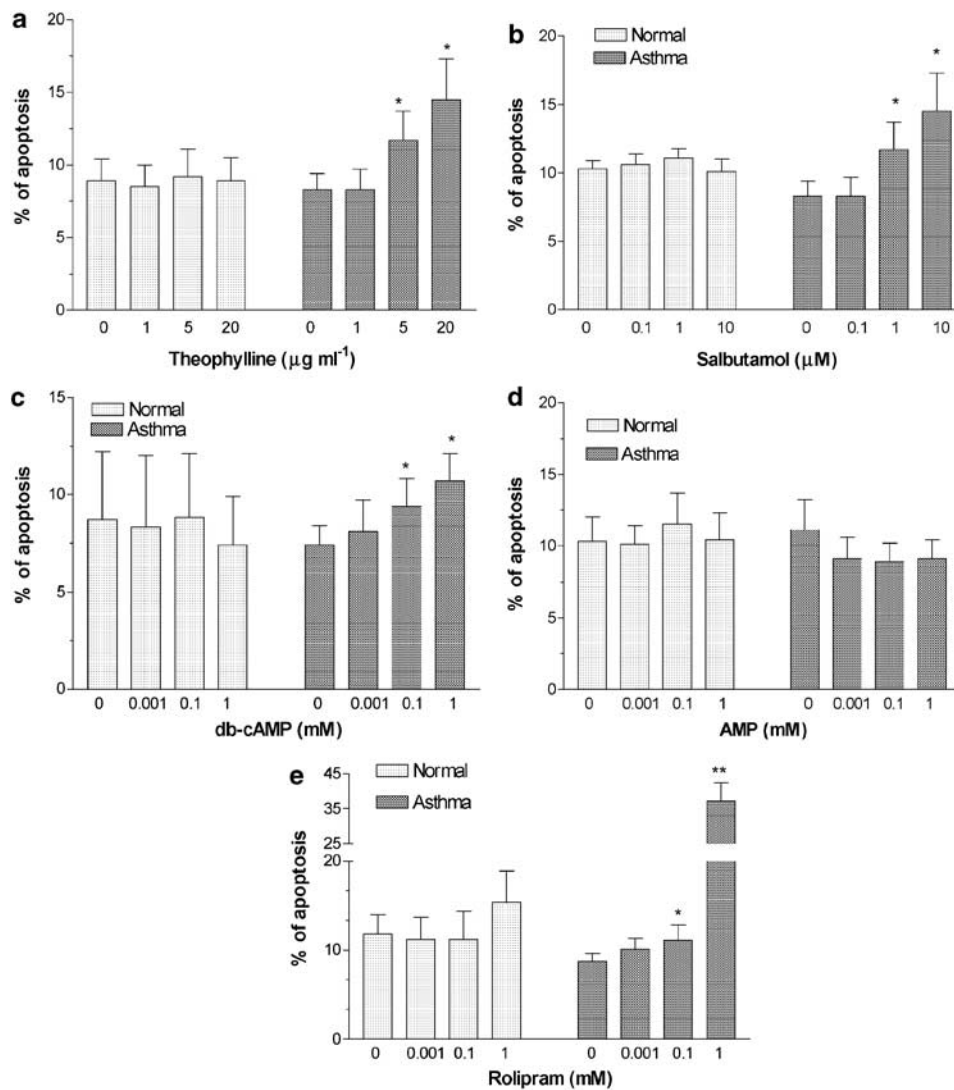 a
20
15
10
5
0
% of apoptosis
*
*
0 1 5 20 0 1 5 20
Theophylline (μg ml⁻¹)
b
Normal
Asthma
20
15
10
5
0
% of apoptosis
*
*
0 0.1 1 10 0 0.1 1 10
Salbutamol (μM)
c
Normal
Asthma
15
10
5
0
% of apoptosis
*
*
0 0.001 0.1 1 0 0.001 0.1 1
db-cAMP (mM)
d
Normal
Asthma
20
15
10
5
0
% of apoptosis
0 0.001 0.1 1 0 0.001 0.1 1
AMP (mM)
e
Normal
Asthma
45
35
25
20
10
0
% of apoptosis
*
**
0 0.001 0.1 1 0 0.001 0.1 1
Rolipram (mM)